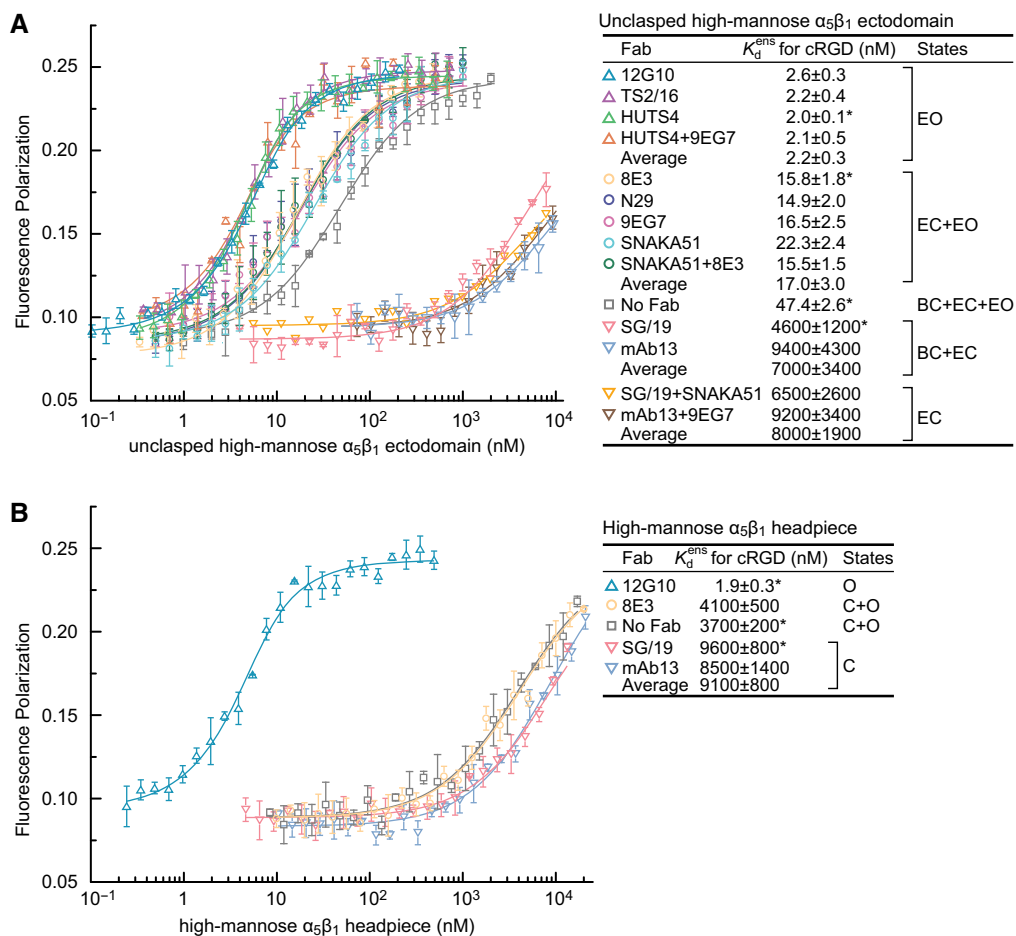 A
Fluorescence Polarization
0.25
0.20
0.15
0.10
0.05
10⁻¹ 1 10 10² 10³ 10⁴
unclasped high-mannose α₅β₁ ectodomain (nM)
Unclasped high-mannose α₅β₁ ectodomain
Fab K_d^ens for cRGD (nM) States
12G10 2.6±0.3
TS2/16 2.2±0.4
HUTS4 2.0±0.1*
HUTS4+9EG7 2.1±0.5
Average 2.2±0.3
EO
8E3 15.8±1.8*
N29 14.9±2.0
9EG7 16.5±2.5
SNAKA51 22.3±2.4
SNAKA51+8E3 15.5±1.5
Average 17.0±3.0
EC+EO
No Fab 47.4±2.6* BC+EC+EO
SG/19 4600±1200*
mAb13 9400±4300
Average 7000±3400
BC+EC
SG/19+SNAKA51 6500±2600
mAb13+9EG7 9200±3400
Average 8000±1900
EC
B
Fluorescence Polarization
0.25
0.20
0.15
0.10
0.05
10⁻¹ 1 10 10² 10³ 10⁴
high-mannose α₅β₁ headpiece (nM)
High-mannose α₅β₁ headpiece
Fab K_d^ens for cRGD (nM) States
12G10 1.9±0.3* O
8E3 4100±500 C+O
No Fab 3700±200* C+O
SG/19 9600±800*
mAb13 8500±1400
Average 9100±800
C